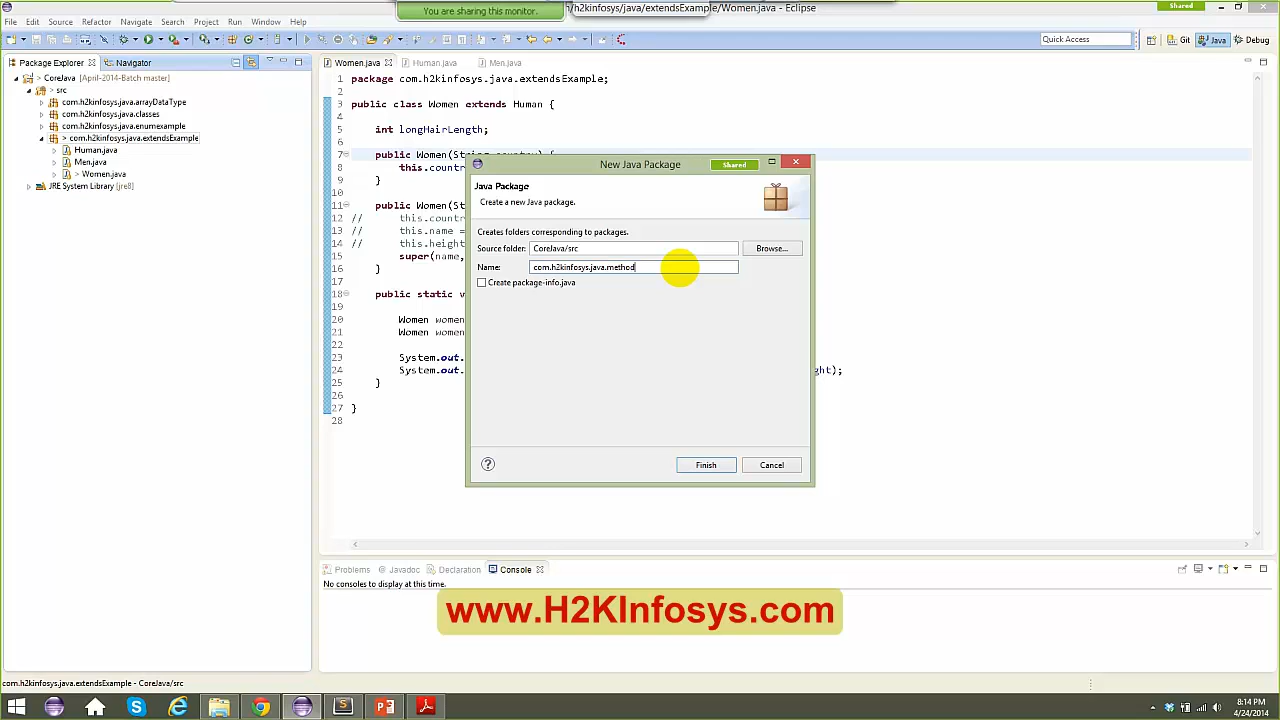 You are sharing this monitor.
/h2kinfosys/java/extendsExample/Women.java - Eclipse
Shared
File Edit Source Refactor Navigate Search Project Run Window Help
Quick Access
Git
Java
Debug
Package Explorer
Navigator
Women.java
Human.java
Men.java
> CoreJava [April-2014-Batch master]
> src
com.h2kinfosys.java.arrayDataType
com.h2kinfosys.java.classes
com.h2kinfosys.java.enumexample
> com.h2kinfosys.java.extendsExample
Human.java
Men.java
> Women.java
JRE System Library [jre8]
1 package com.h2kinfosys.java.extendsExample;
2
3 public class Women extends Human {
4
5 int longHairLength;
6
7 public Women(String country) {
8 this.count
9 }
10
11 public Women(S
12 // this.count
13 // this.name =
14 // this.height
15 super(name,
16 }
17
18 public static v
19
20 Women women
21 Women women
22
23 System.out.
24 System.out. ght);
25 }
26
27 }
28
New Java Package
Shared
Java Package
Create a new Java package.
Creates folders corresponding to packages.
Source folder: CoreJava/src
Browse...
Name: com.h2kinfosys.java.method
Create package-info.java
Finish
Cancel
Problems
Javadoc
Declaration
Console
No consoles to display at this time.
www.H2KInfosys.com
com.h2kinfosys.java.extendsExample - CoreJava/src
8:14 PM
4/24/2014